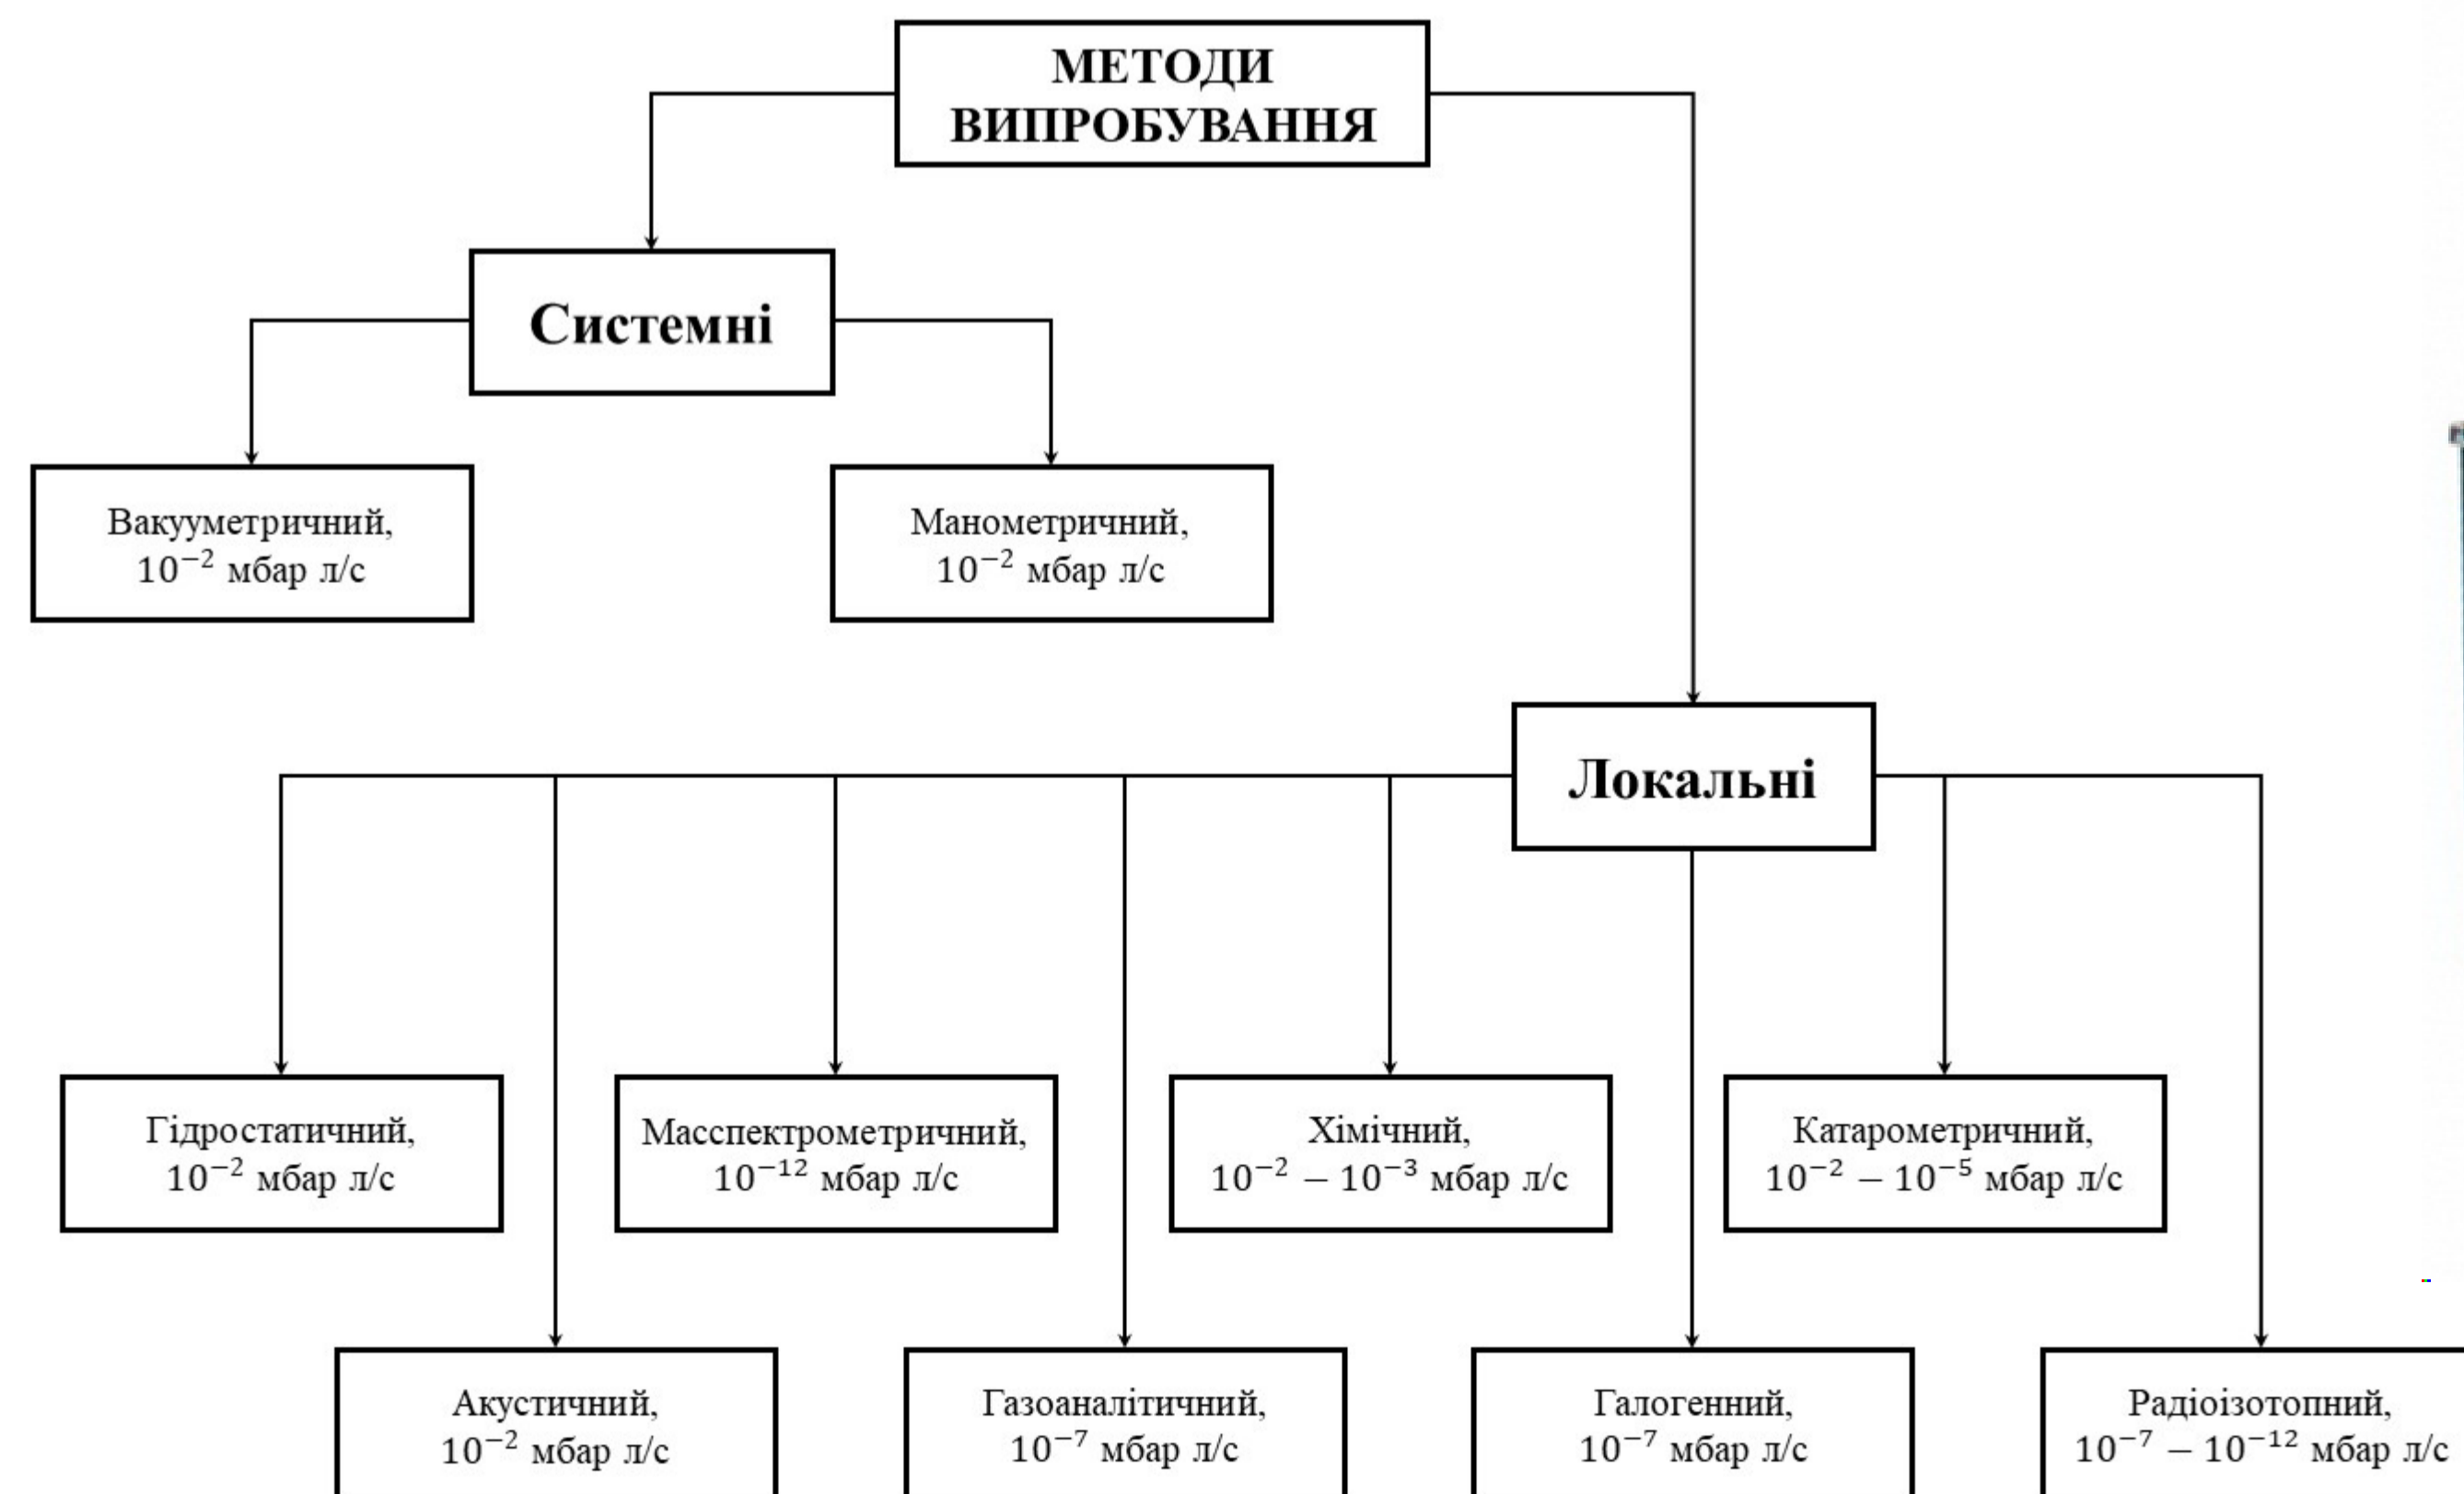 МЕТОДИ
ВИПРОБУВАННЯ
Системні
Вакууметричний,
10⁻² мбар л/с
Манометричний,
10⁻² мбар л/с
Локальні
Гідростатичний,
10⁻² мбар л/с
Масспектрометричний,
10⁻¹² мбар л/с
Хімічний,
10⁻² – 10⁻³ мбар л/с
Катарометричний,
10⁻² – 10⁻⁵ мбар л/с
Акустичний,
10⁻² мбар л/с
Газоаналітичний,
10⁻⁷ мбар л/с
Галогенний,
10⁻⁷ мбар л/с
Радіоізотопний,
10⁻⁷ – 10⁻¹² мбар л/с